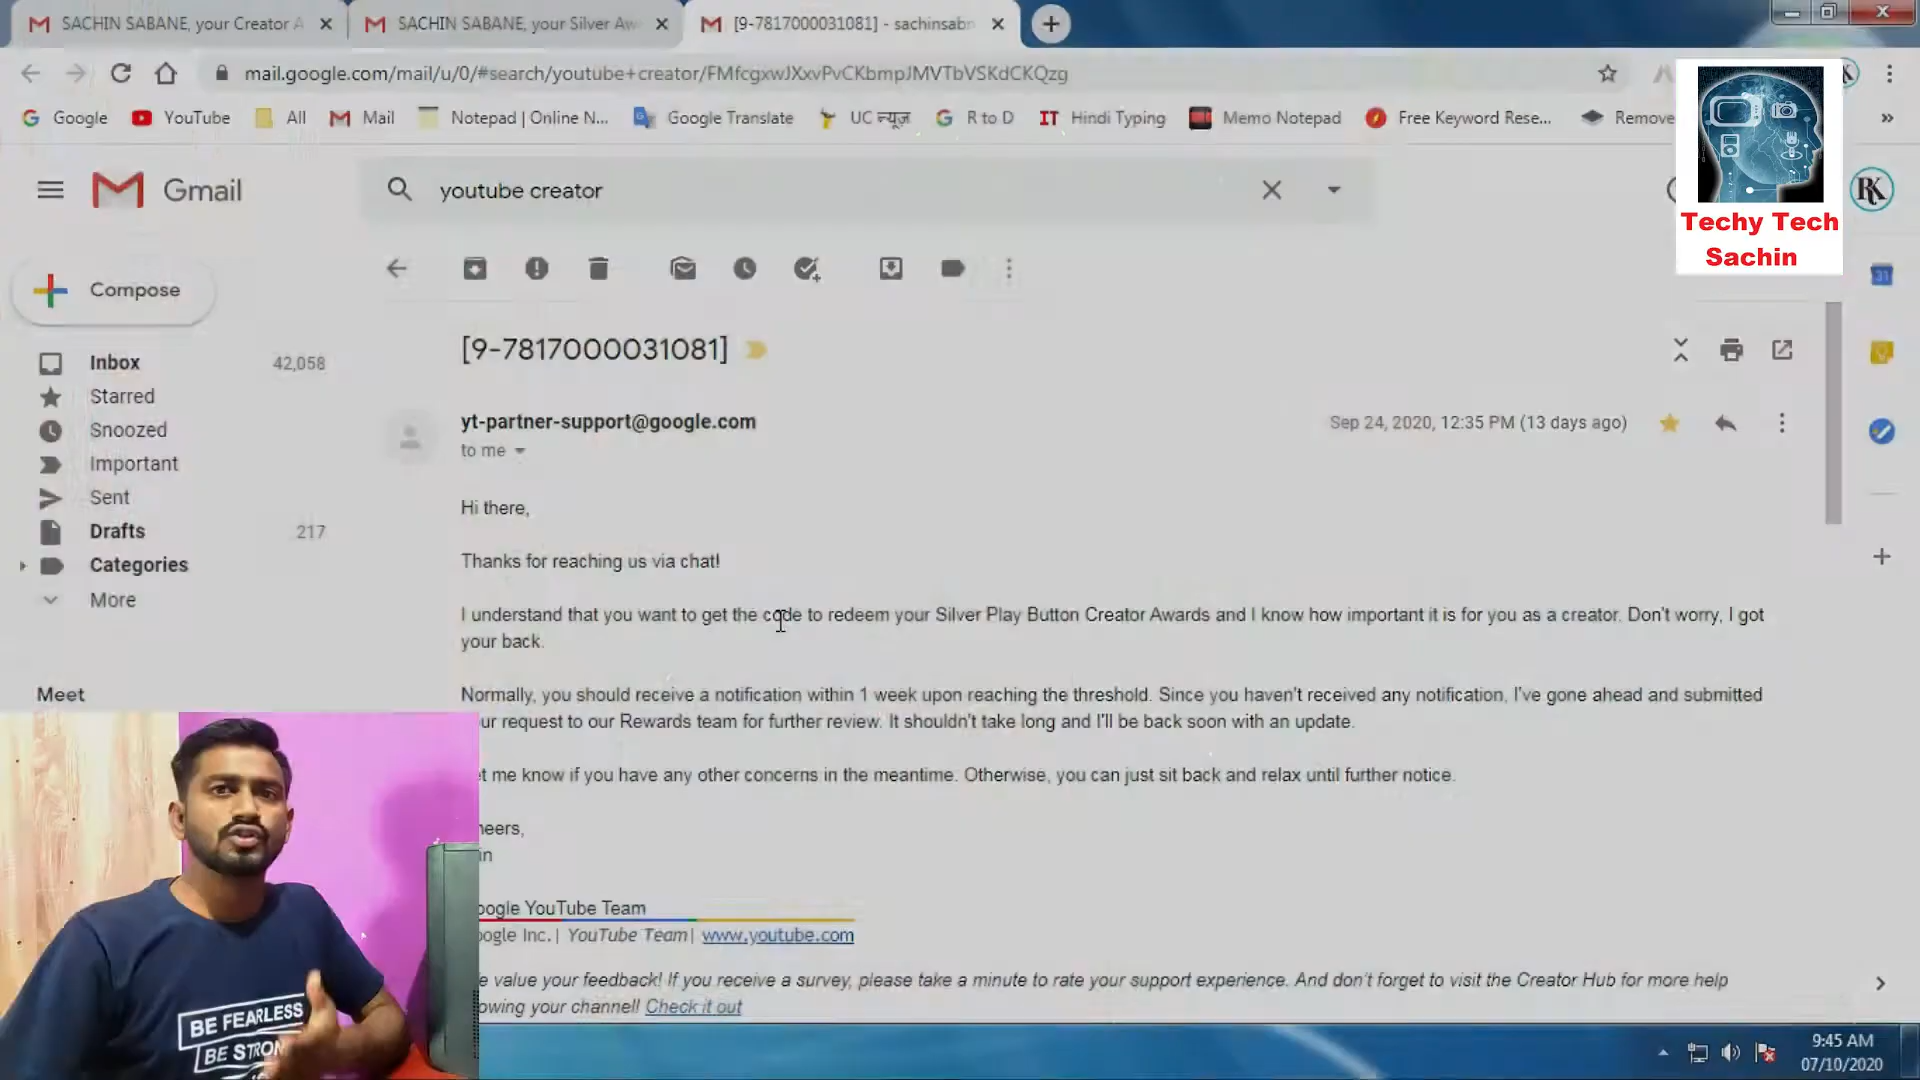 SACHIN SABANE, your Creator A
SACHIN SABANE, your Silver Aw
[9-7817000031081] - sachinsabn
mail.google.com/mail/u/0/#search/youtube+creator/FMfcgxwJXxvPvCKbmpJMVTbVSKdCKQzg
Google
YouTube
All
Mail
Notepad | Online N...
Google Translate
UC न्यूज़
R to D
IT Hindi Typing
Memo Notepad
Free Keyword Rese...
Remove
»
Techy Tech
Sachin
RK
Gmail
youtube creator
Compose
31
[9-7817000031081]
Inbox 42,058
Starred
Snoozed
Important
Sent
Drafts 217
Categories
More
Meet
yt-partner-support@google.com
Sep 24, 2020, 12:35 PM (13 days ago)
to me
Hi there,
Thanks for reaching us via chat!
I understand that you want to get the code to redeem your Silver Play Button Creator Awards and I know how important it is for you as a creator. Don't worry, I got
your back.
Normally, you should receive a notification within 1 week upon reaching the threshold. Since you haven't received any notification, I've gone ahead and submitted
our request to our Rewards team for further review. It shouldn't take long and I'll be back soon with an update.
et me know if you have any other concerns in the meantime. Otherwise, you can just sit back and relax until further notice.
heers,
in
oogle YouTube Team
oogle Inc. | YouTube Team | www.youtube.com
e value your feedback! If you receive a survey, please take a minute to rate your support experience. And don't forget to visit the Creator Hub for more help
owing your channel! Check it out
BE FEARLESS
BE STRON
9:45 AM
07/10/2020